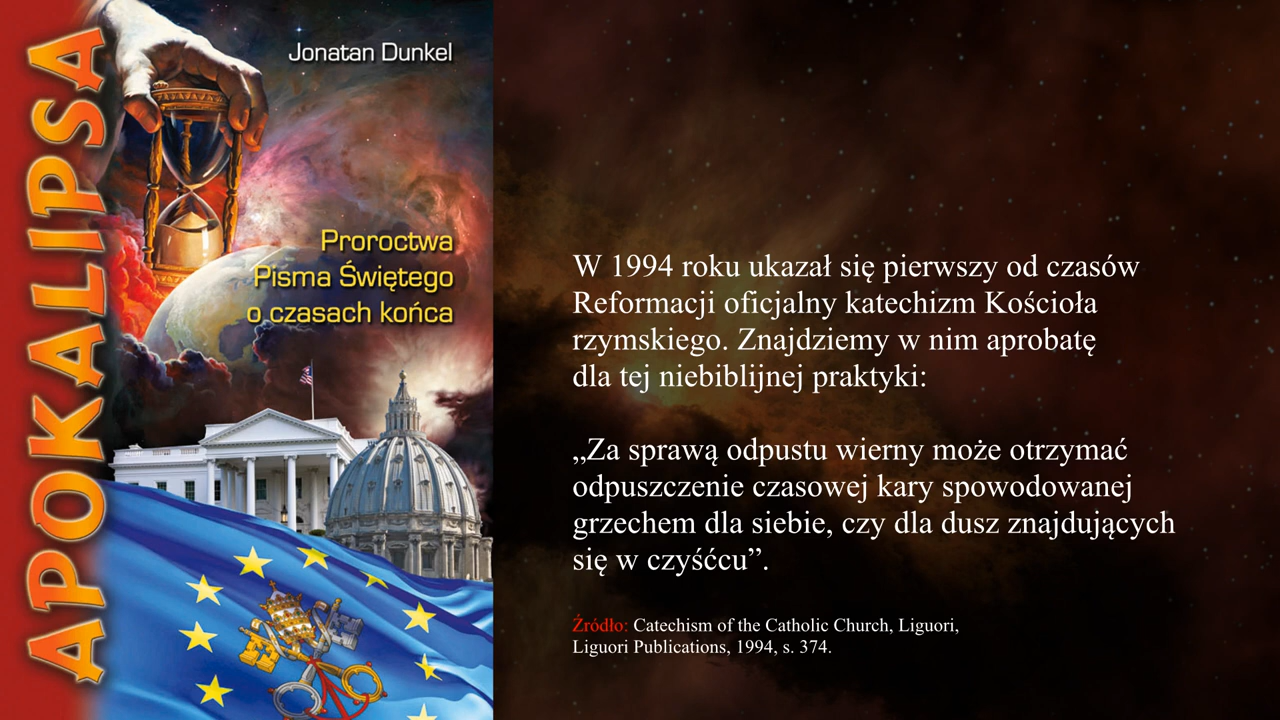 APOKALIPSA
Jonatan Dunkel
Proroctwa
Pisma Świętego
o czasach końca
W 1994 roku ukazał się pierwszy od czasów
Reformacji oficjalny katechizm Kościoła
rzymskiego. Znajdziemy w nim aprobatę
dla tej niebiblijnej praktyki:
„Za sprawą odpustu wierny może otrzymać
odpuszczenie czasowej kary spowodowanej
grzechem dla siebie, czy dla dusz znajdujących
się w czyśćcu”.
Źródło: Catechism of the Catholic Church, Liguori,
Liguori Publications, 1994, s. 374.